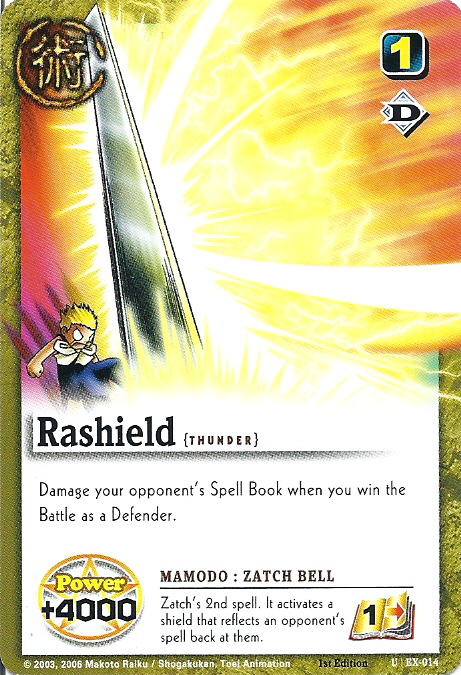 術
1
D
Rashield {THUNDER}
Damage your opponent's Spell Book when you win the
Battle as a Defender.
Power
+4000
MAMODO : ZATCH BELL
Zatch's 2nd spell. It activates a
shield that reflects an opponent's
spell back at them.
1
© 2003, 2006 Makoto Raiku / Shogakukan, Toei Animation
1st Edition
U | EX-014